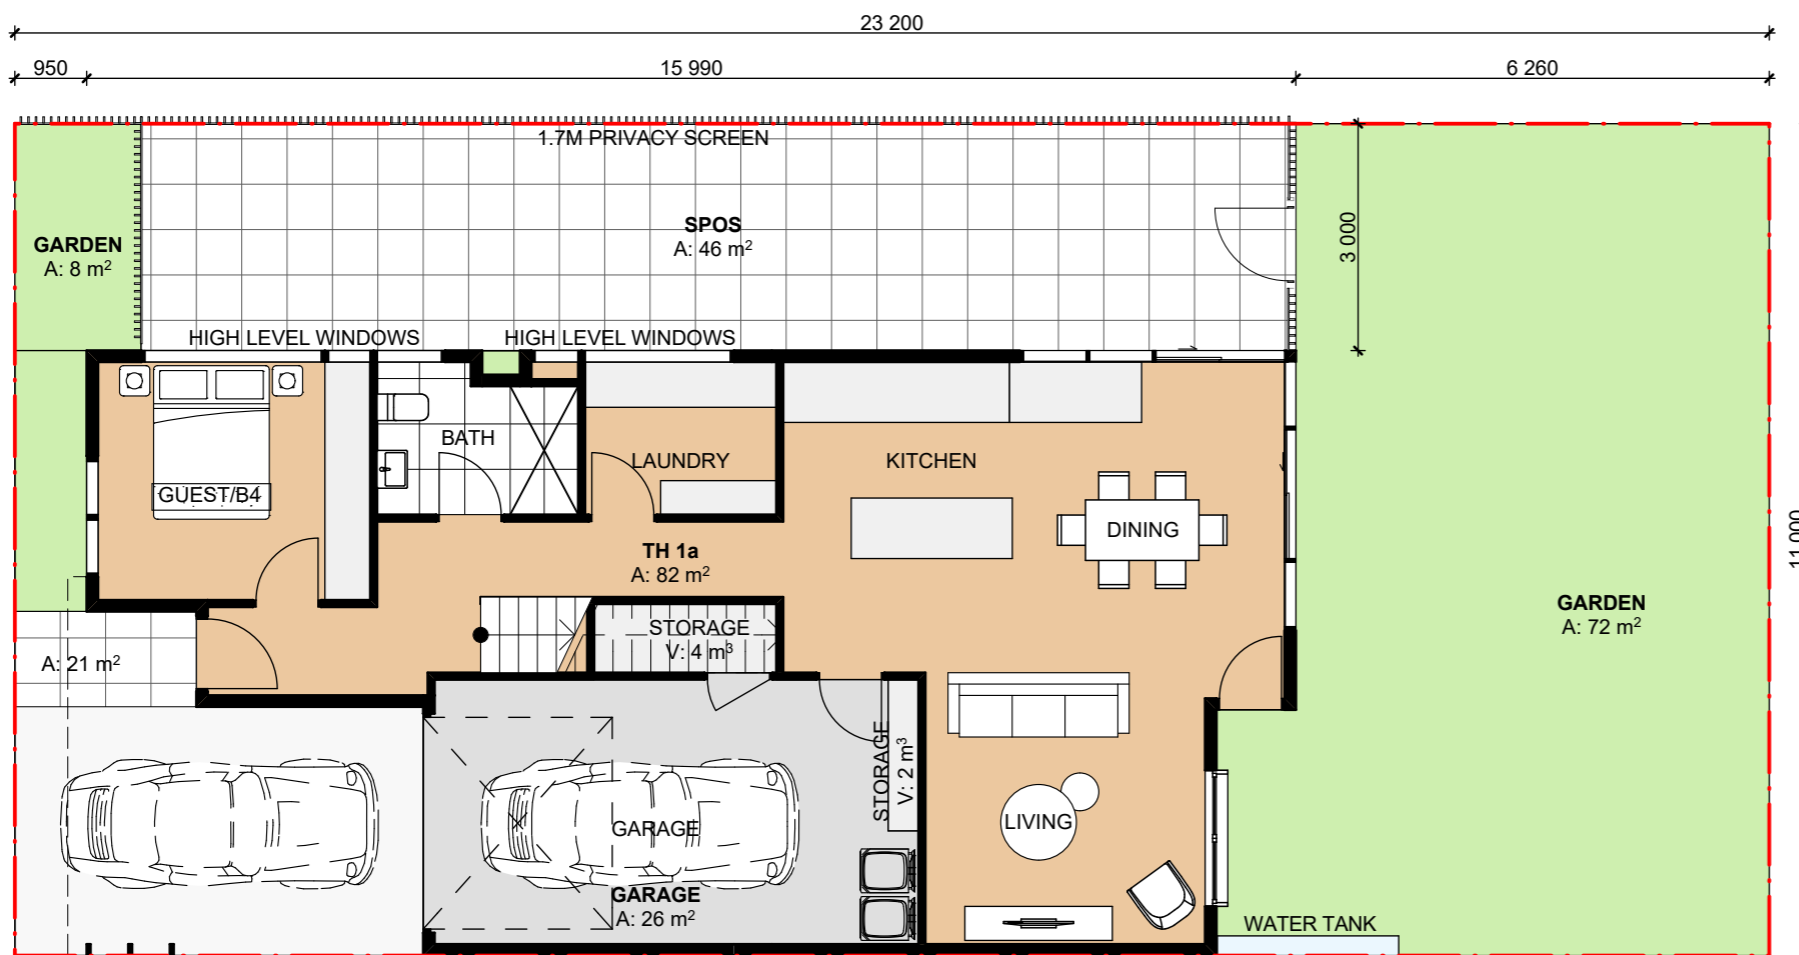 23 200
950
15 990
6 260
1.7M PRIVACY SCREEN
SPOS
A: 46 m²
3 000
GARDEN
A: 8 m²
HIGH LEVEL WINDOWS
HIGH LEVEL WINDOWS
BATH
LAUNDRY
KITCHEN
GUEST/B4
DINING
11 000
TH 1a
A: 82 m²
GARDEN
A: 72 m²
STORAGE
V: 4 m³
A: 21 m²
STORAGE
V: 2 m³
GARAGE
LIVING
GARAGE
A: 26 m²
WATER TANK